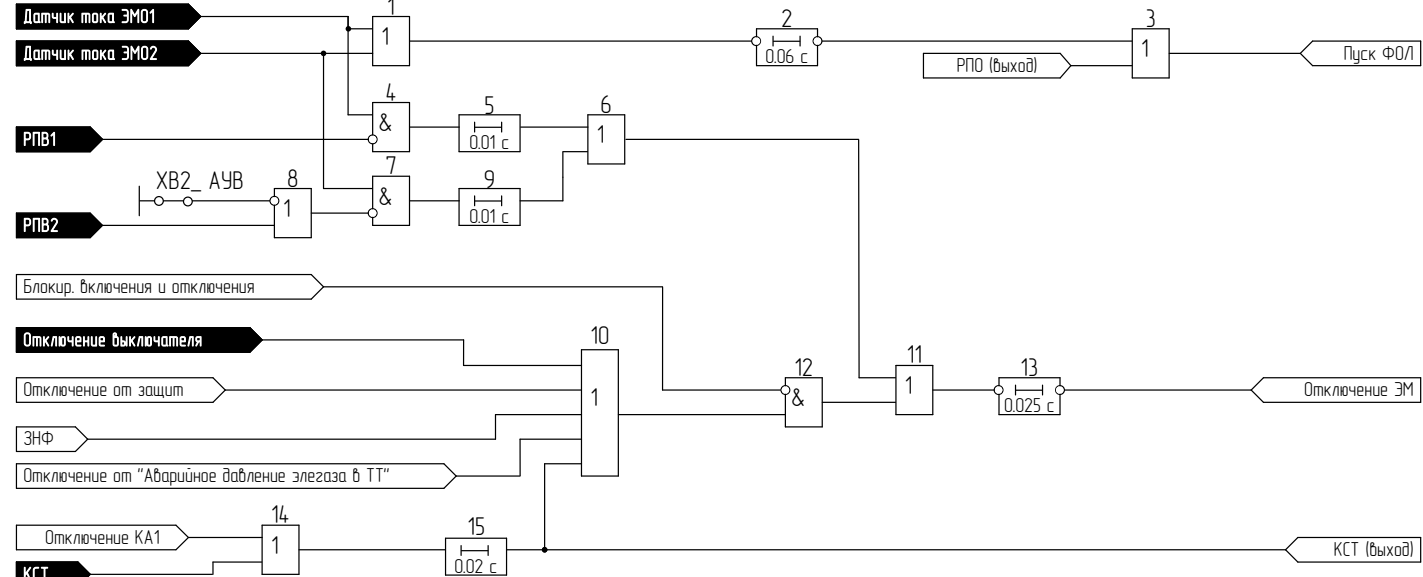 Датчик тока ЭМО1
1
2
3
1
0.06 с
1
Датчик тока ЭМО2
РПО (выход)
Пуск ФОЛ
4
5
6
&
0.01 с
1
РПВ1
7
9
XB2_ АУВ
8
&
0.01 с
1
РПВ2
Блокир. включения и отключения
Отключение выключателя
10
11
12
13
Отключение от защит
1
&
1
0.025 с
Отключение ЭМ
ЗНФ
Отключение от "Аварийное давление элегаза в ТТ"
14
15
Отключение КА1
1
0.02 с
КСТ (выход)
КСТ